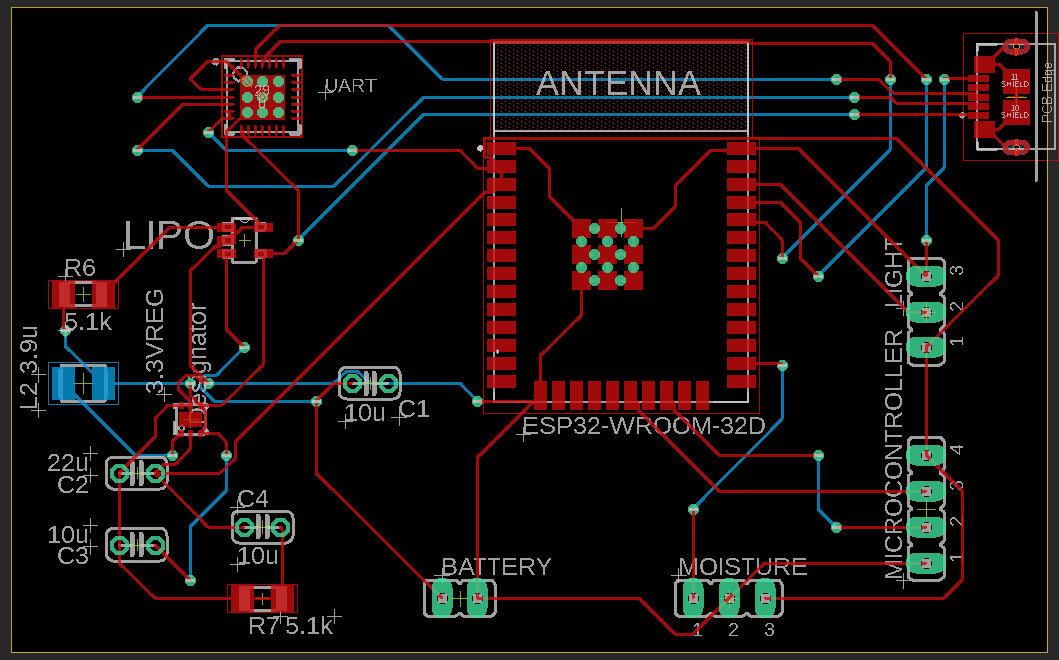 ANTENNA
UART
29
11
SHIELD
10
SHIELD
PCB Edge
LIPO
R6
5.1k
L2 3.9u
3.3VREG
LIGHT
3
2
1
10u C1
ESP32-WROOM-32D
22u
C2
C4
10u
10u
C3
MICROCONTROLLER
4
3
2
1
BATTERY
MOISTURE
1 2 3
R7 5.1k